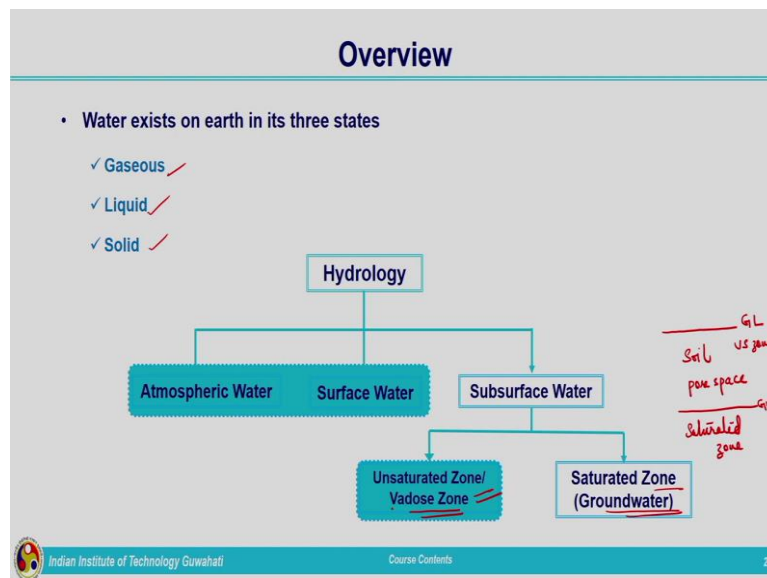 Overview
• Water exists on earth in its three states
✓ Gaseous
✓ Liquid
✓ Solid
Hydrology
Atmospheric Water
Surface Water
Subsurface Water
Unsaturated Zone/
Vadose Zone
Saturated Zone
(Groundwater)
GL
Soil
US
pore space
Saturated
zone
Indian Institute of Technology Guwahati
Course Contents
2